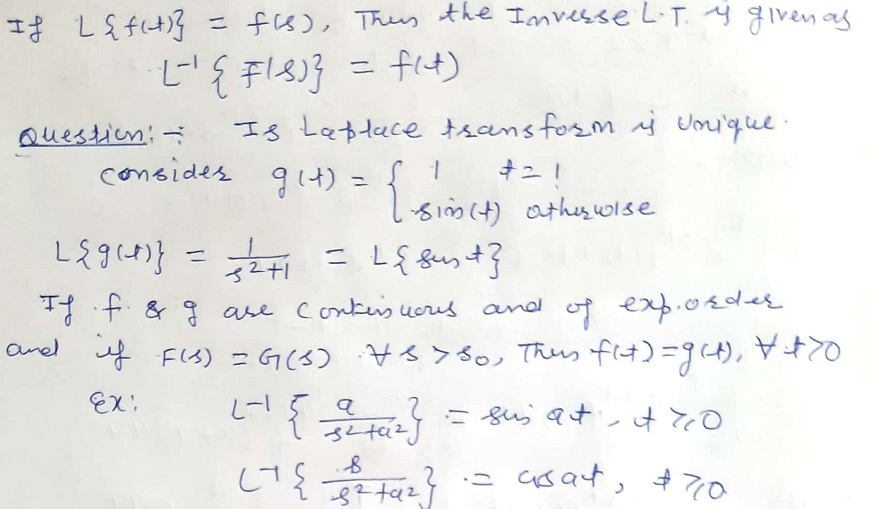 If L{f(t)} = f(s), Then the Inverse L.T. is given as
L⁻¹{F(s)} = f(t)
Question:- Is Laplace transform is unique.
consider g(t) = { 1 t=1
sin(t) otherwise
L{g(t)} = 1/(s²+1) = L{sin t}
If f & g are continuous and of exp. order
and if F(s) = G(s) ∀ s > s₀, Then f(t) = g(t), ∀ t>0
Ex: L⁻¹{a/(s²+a²)} = sin at, t ≥ 0
L⁻¹{s/(s²+a²)} = cos at, t ≥ 0